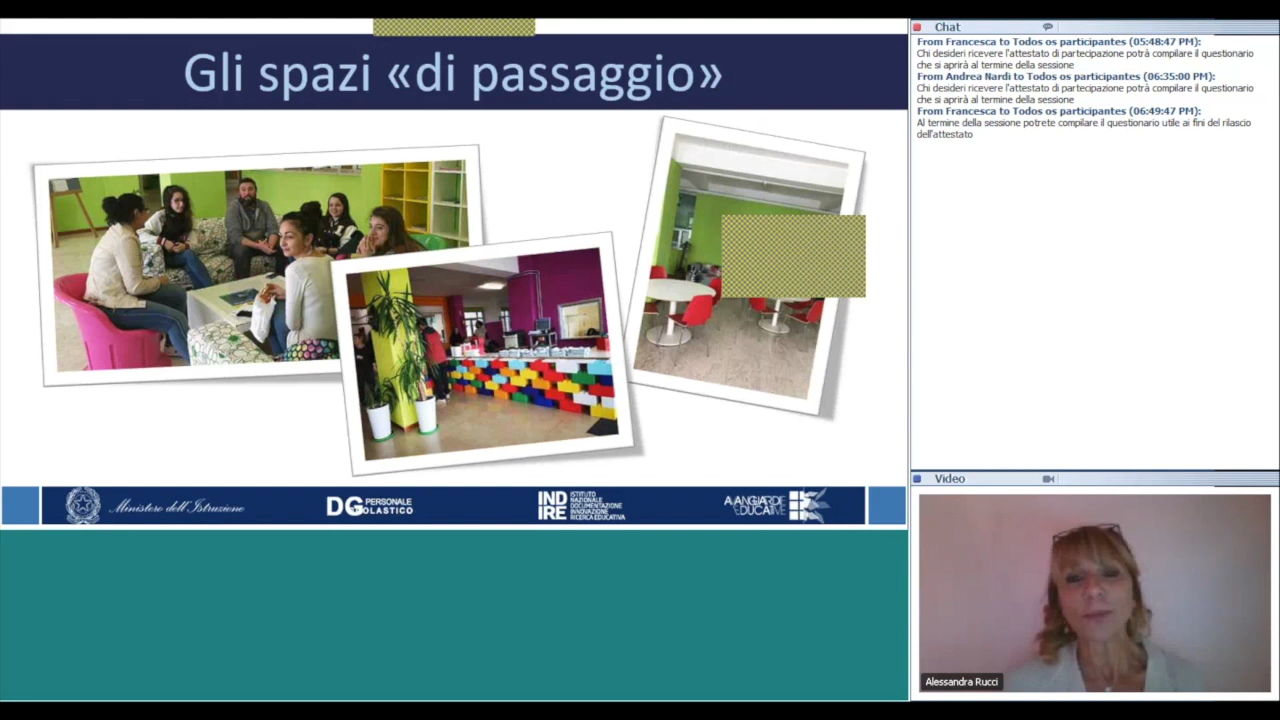 Gli spazi «di passaggio»
Ministero dell'Istruzione
DG PERSONALE
SCOLASTICO
INDIRE
ISTITUTO
NAZIONALE
DOCUMENTAZIONE
INNOVAZIONE
RICERCA EDUCATIVA
AVANGUARDIE
EDUCATIVE
Chat
From Francesca to Todos os participantes (05:48:47 PM):
Chi desideri ricevere l'attestato di partecipazione potrà compilare il questionario
che si aprirà al termine della sessione
From Andrea Nardi to Todos os participantes (06:35:00 PM):
Chi desideri ricevere l'attestato di partecipazione potrà compilare il questionario
che si aprirà al termine della sessione
From Francesca to Todos os participantes (06:49:47 PM):
Al termine della sessione potrete compilare il questionario utile ai fini del rilascio
dell'attestato
Video
Alessandra Rucci